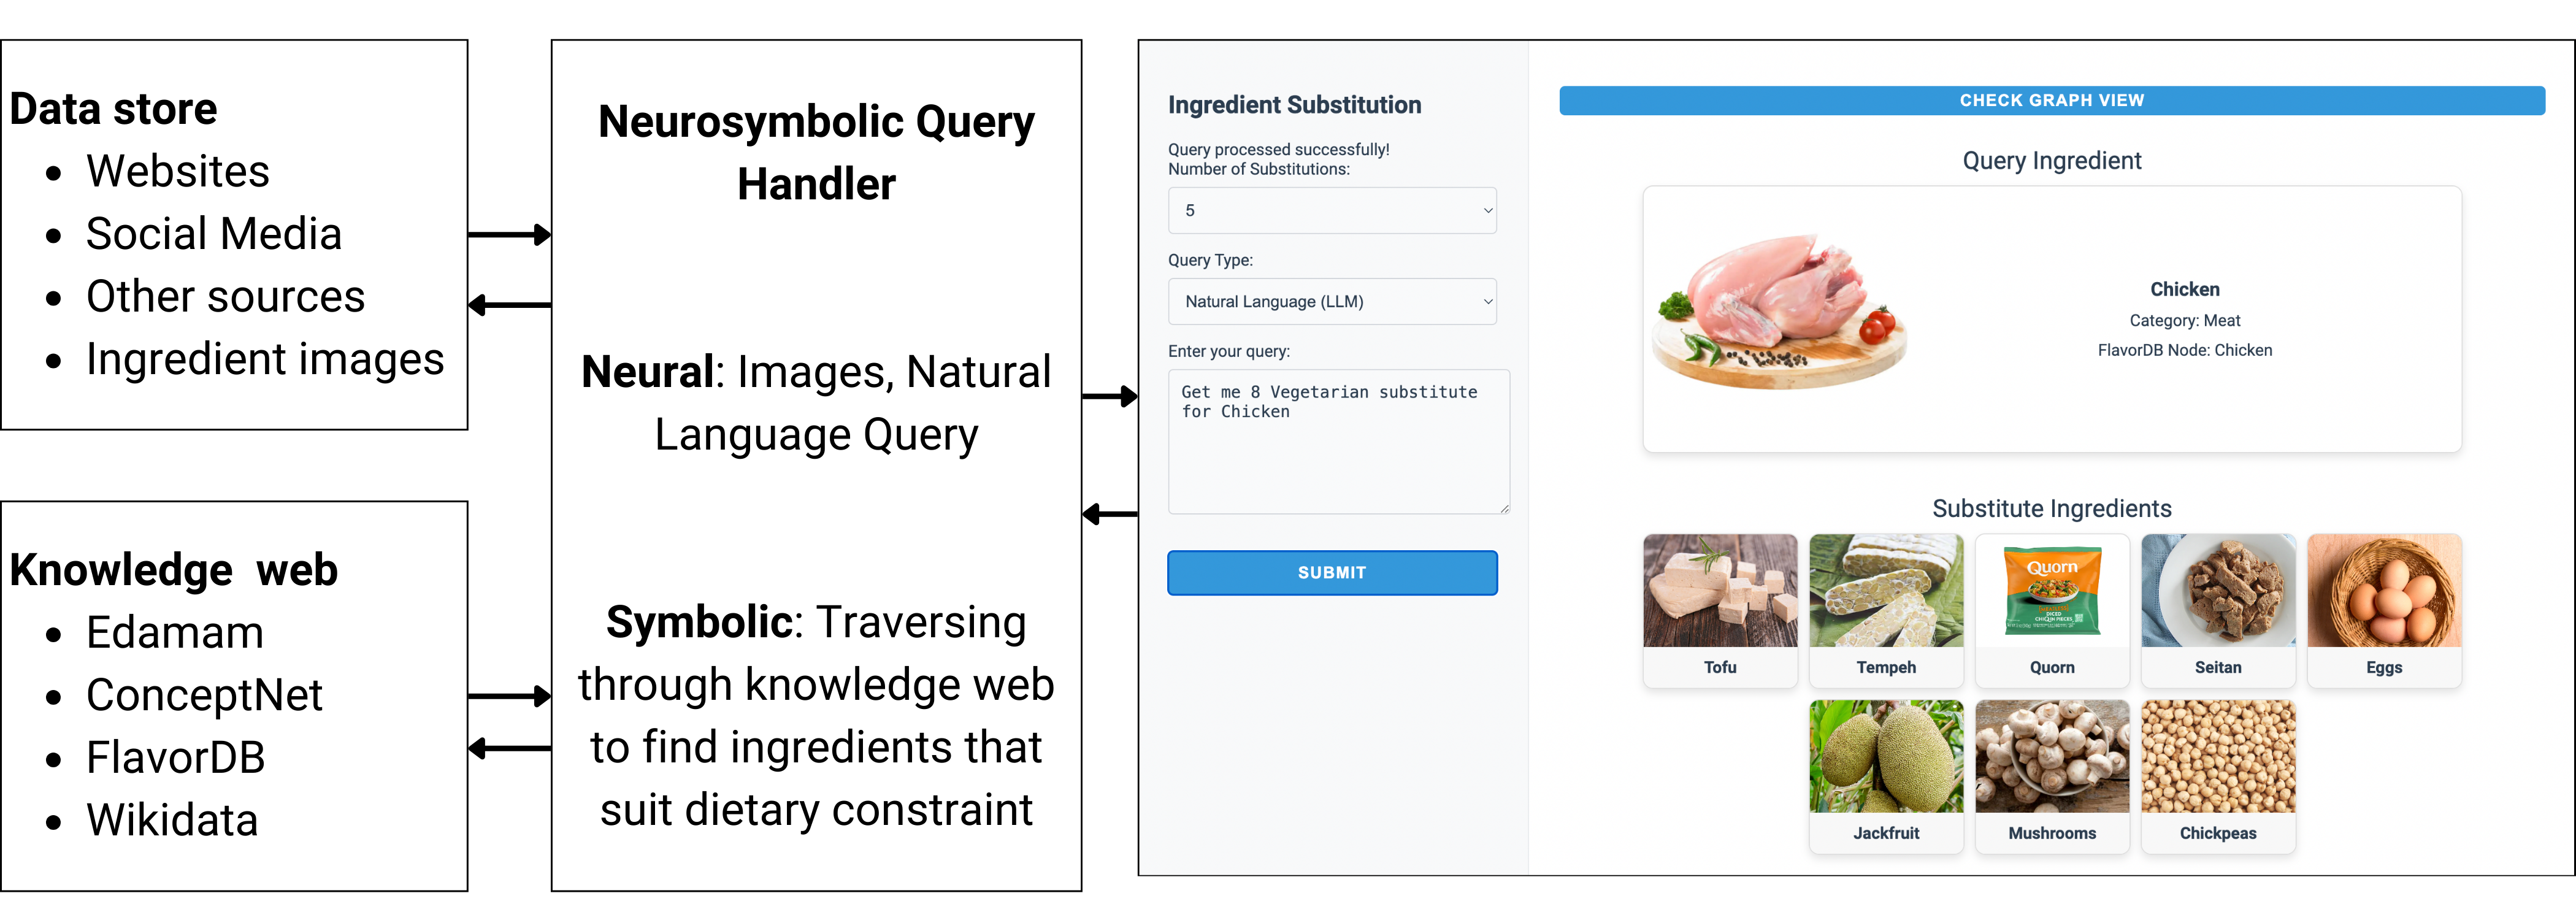 Data store
• Websites
• Social Media
• Other sources
• Ingredient images
Knowledge web
• Edamam
• ConceptNet
• FlavorDB
• Wikidata
Neurosymbolic Query
Handler
Neural: Images, Natural
Language Query
Symbolic: Traversing
through knowledge web
to find ingredients that
suit dietary constraint
Ingredient Substitution
Query processed successfully!
Number of Substitutions:
5
Query Type:
Natural Language (LLM)
Enter your query:
Get me 8 Vegetarian substitute
for Chicken
SUBMIT
CHECK GRAPH VIEW
Query Ingredient
Chicken
Category: Meat
FlavorDB Node: Chicken
Substitute Ingredients
Quorn
DICED
Tofu
Tempeh
Quorn
Seitan
Eggs
Jackfruit
Mushrooms
Chickpeas